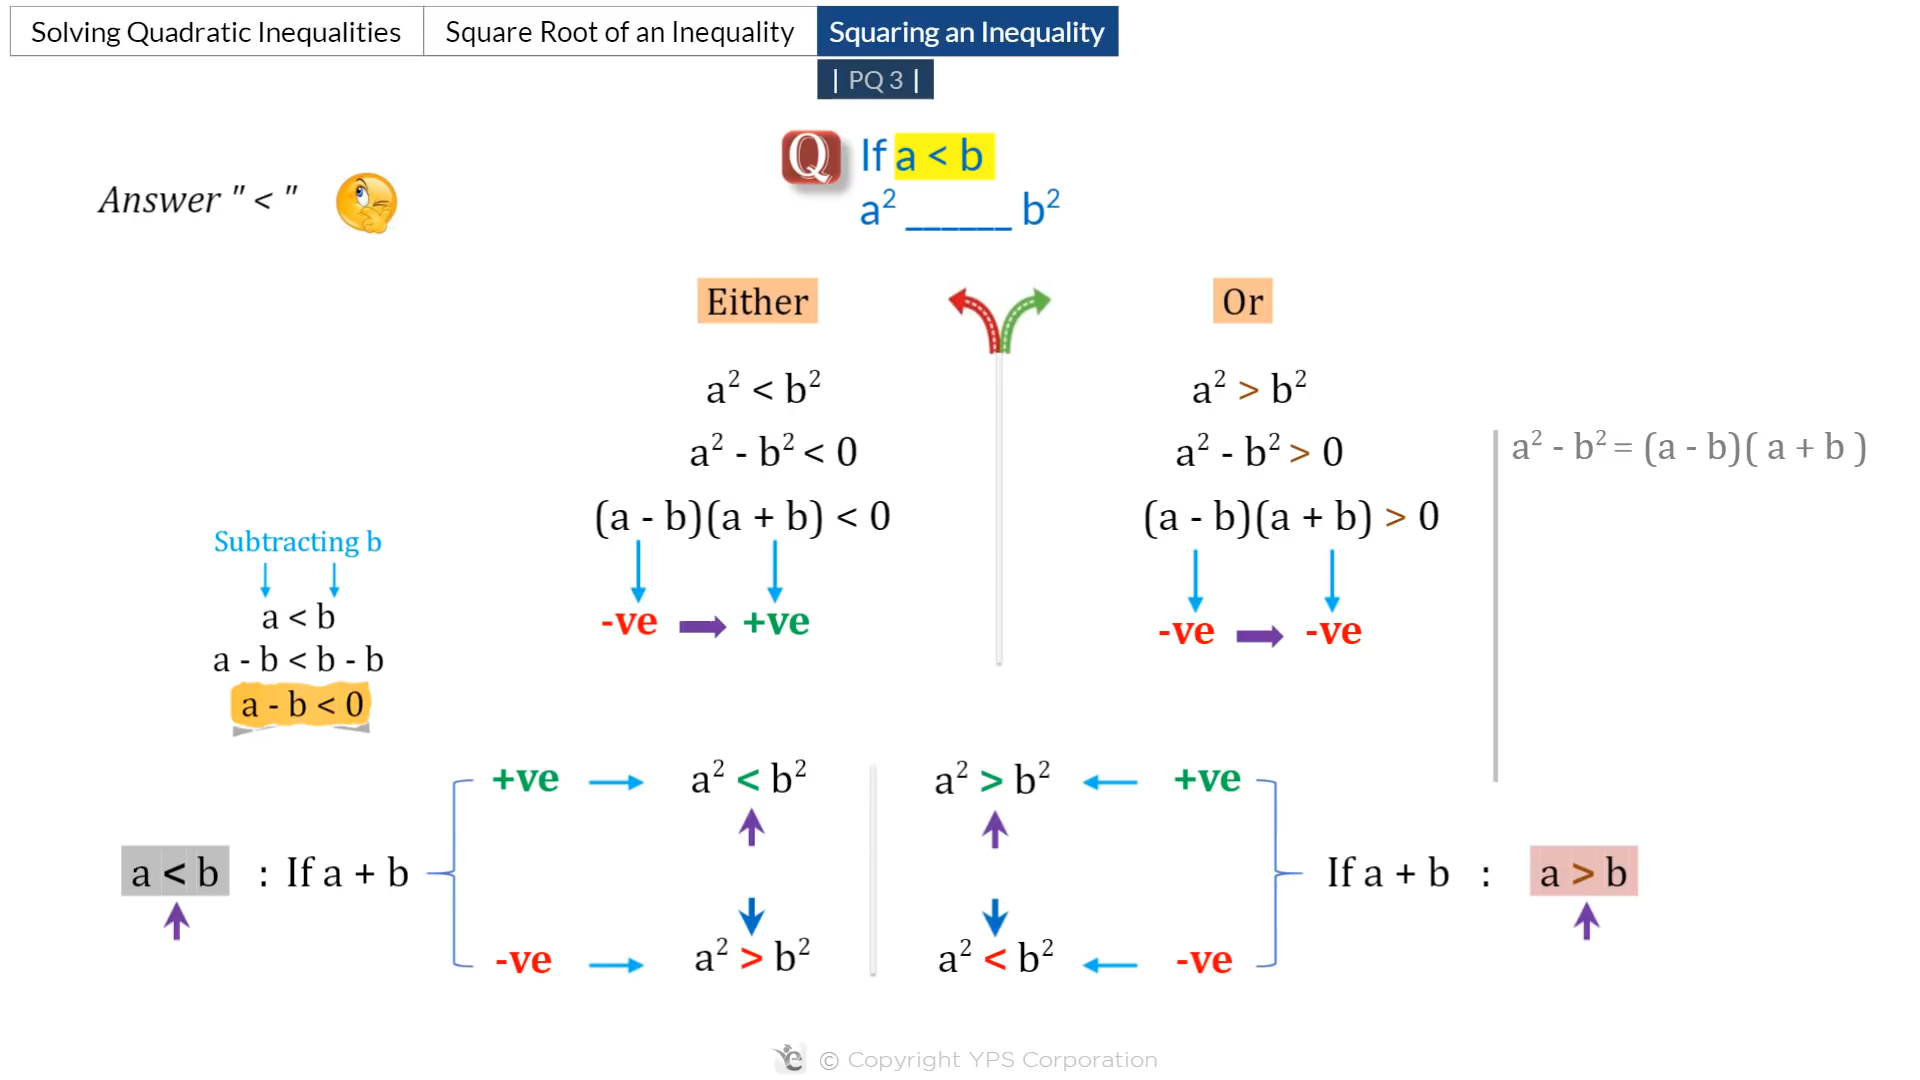 Solving Quadratic Inequalities
Square Root of an Inequality
Squaring an Inequality
| PQ 3 |
Q
If a < b
a² ______ b²
Answer " < "
Either
Or
a² < b²
a² - b² < 0
(a - b)(a + b) < 0
-ve
+ve
a² > b²
a² - b² > 0
(a - b)(a + b) > 0
-ve
-ve
a² - b² = (a - b)( a + b )
Subtracting b
a < b
a - b < b - b
a - b < 0
a < b : If a + b
+ve
a² < b²
-ve
a² > b²
a² > b²
+ve
a² < b²
-ve
If a + b : a > b
e © Copyright YPS Corporation